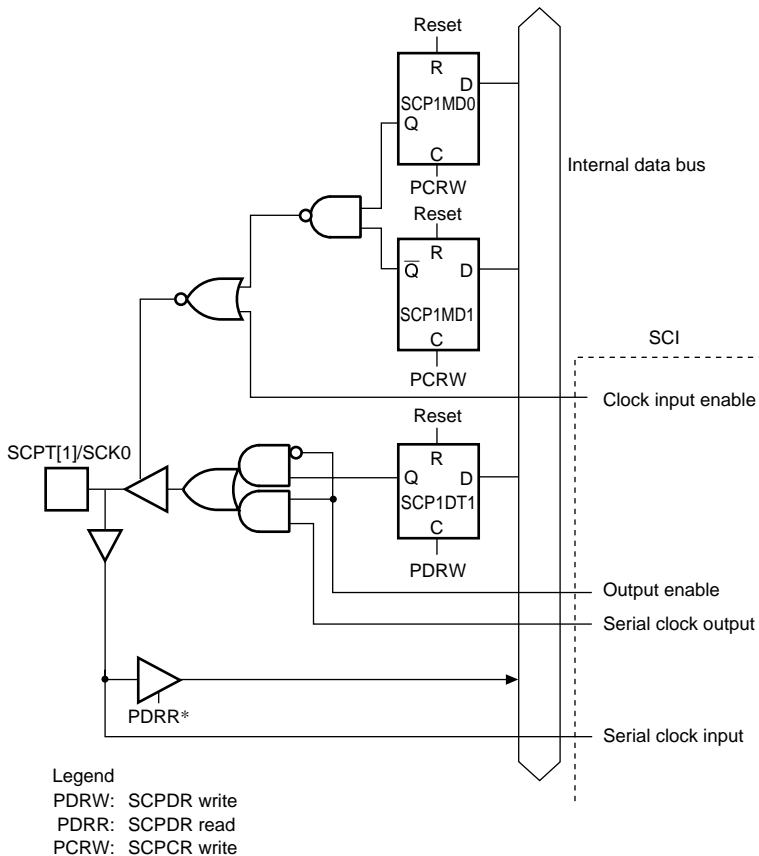 Reset
R
D
SCP1MD0
Q
C
PCRW
Internal data bus
Reset
R
Q
D
SCP1MD1
C
PCRW
SCI
Clock input enable
Reset
SCPT[1]/SCK0
R
Q
D
SCP1DT1
C
PDRW
Output enable
Serial clock output
PDRR*
Serial clock input
Legend
PDRW: SCPDR write
PDRR: SCPDR read
PCRW: SCPCR write